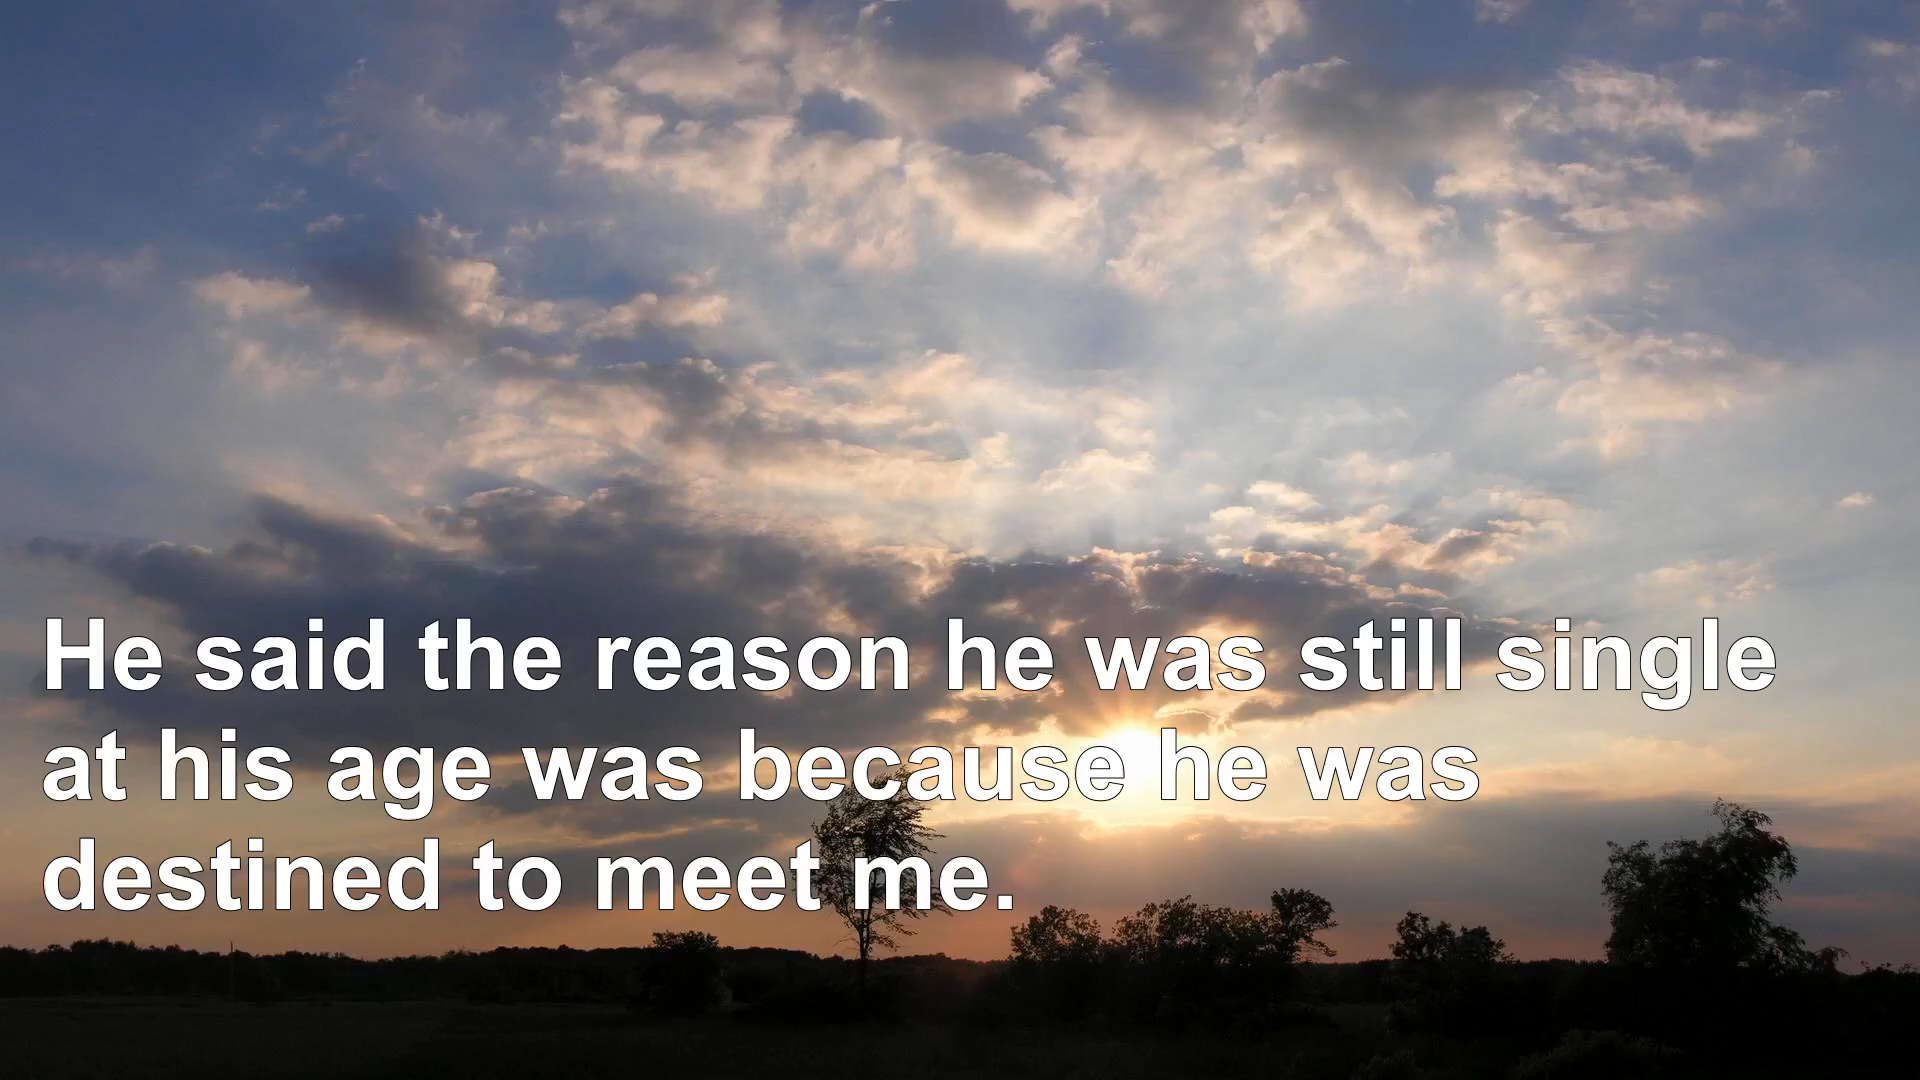 He said the reason he was still single
at his age was because he was
destined to meet me.